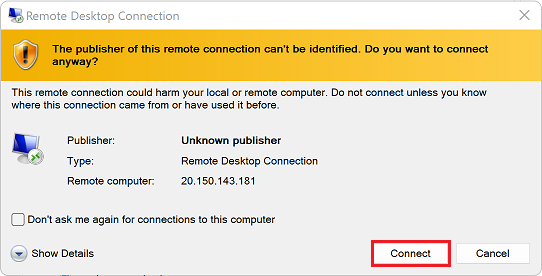 Remote Desktop Connection
The publisher of this remote connection can't be identified. Do you want to connect
anyway?
This remote connection could harm your local or remote computer. Do not connect unless you know
where this connection came from or have used it before.
Publisher: Unknown publisher
Type: Remote Desktop Connection
Remote computer: 20.150.143.181
Don't ask me again for connections to this computer
Show Details Connect Cancel